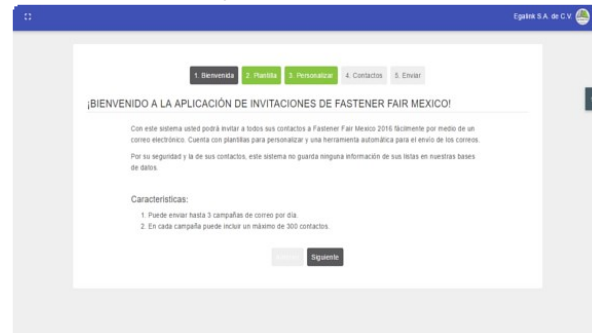 Egalink S.A. de C.V.
1. Bienvenida 2. Plantilla 3. Personalizar 4. Contactos 5. Enviar
¡BIENVENIDO A LA APLICACIÓN DE INVITACIONES DE FASTENER FAIR MEXICO!
Con este sistema usted podrá invitar a todos sus contactos a Fastener Fair Mexico 2016 fácilmente por medio de un
correo electrónico. Cuenta con plantillas para personalizar y una herramienta automática para el envío de los correos.
Por su seguridad y la de sus contactos, este sistema no guarda ninguna información de sus listas en nuestras bases
de datos.
Características:
1. Puede enviar hasta 3 campañas de correo por día.
2. En cada campaña puede incluir un máximo de 300 contactos.
Siguiente